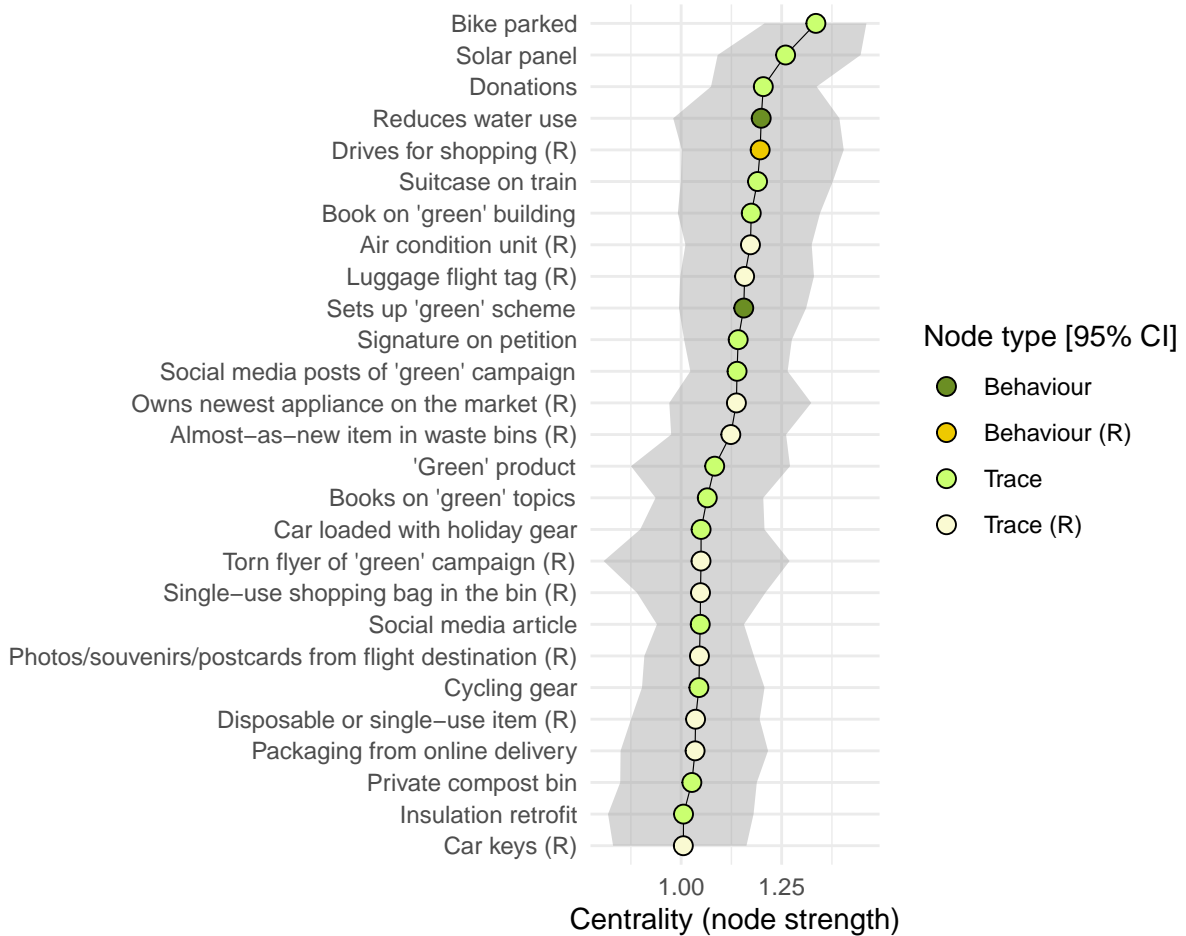 Bike parked
Solar panel
Donations
Reduces water use
Drives for shopping (R)
Suitcase on train
Book on 'green' building
Air condition unit (R)
Luggage flight tag (R)
Sets up 'green' scheme
Signature on petition
Social media posts of 'green' campaign
Owns newest appliance on the market (R)
Almost−as−new item in waste bins (R)
'Green' product
Books on 'green' topics
Car loaded with holiday gear
Torn flyer of 'green' campaign (R)
Single−use shopping bag in the bin (R)
Social media article
Photos/souvenirs/postcards from flight destination (R)
Cycling gear
Disposable or single−use item (R)
Packaging from online delivery
Private compost bin
Insulation retrofit
Car keys (R)
1.00 1.25
Centrality (node strength)
Node type [95% CI]
Behaviour
Behaviour (R)
Trace
Trace (R)